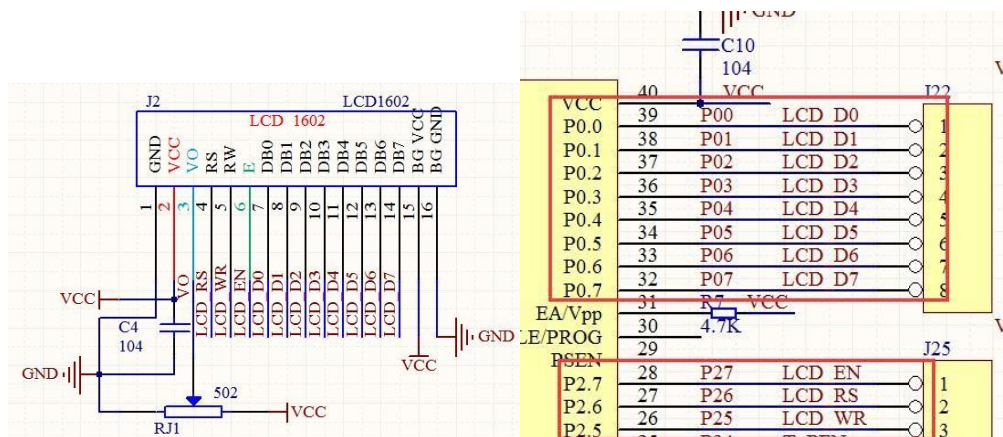 J2 LCD1602
LCD 1602
GND VCC VO RS RW E DB0 DB1 DB2 DB3 DB4 DB5 DB6 DB7 BG VCC BG GND
1 2 3 4 5 6 7 8 9 10 11 12 13 14 15 16
VO LCD RS LCD WR LCD EN LCD D0 LCD D1 LCD D2 LCD D3 LCD D4 LCD D5 LCD D6 LCD D7
VCC
C4
104
GND
VCC
GND
502
RJ1
VCC
GND
C10
104
40 VCC J22
VCC
P0.0 39 P00 LCD D0 1
P0.1 38 P01 LCD D1 2
P0.2 37 P02 LCD D2 3
P0.3 36 P03 LCD D3 4
P0.4 35 P04 LCD D4 5
P0.5 34 P05 LCD D5 6
P0.6 33 P06 LCD D6 7
P0.7 32 P07 LCD D7 8
EA/Vpp 31 R7 VCC
4.7K
LE/PROG 30
PSEN 29 J25
P2.7 28 P27 LCD EN 1
P2.6 27 P26 LCD RS 2
P2.5 26 P25 LCD WR 3